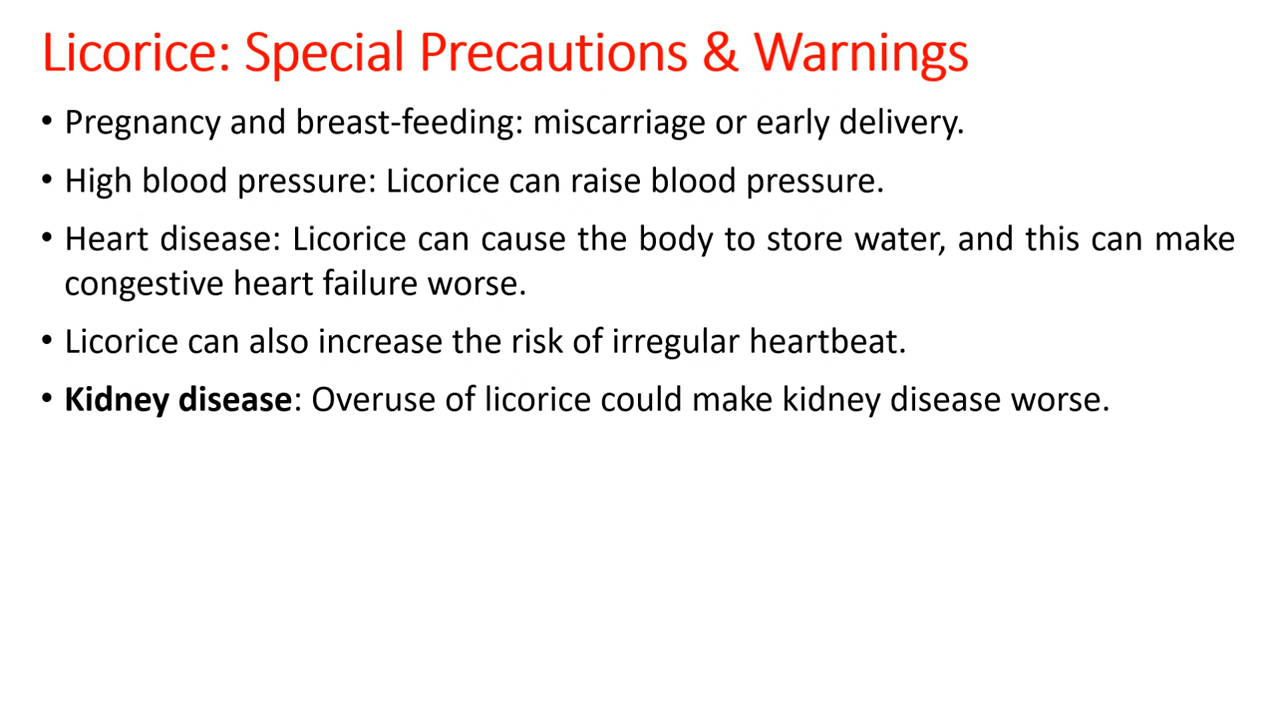 Licorice: Special Precautions & Warnings
• Pregnancy and breast-feeding: miscarriage or early delivery.
• High blood pressure: Licorice can raise blood pressure.
• Heart disease: Licorice can cause the body to store water, and this can make
congestive heart failure worse.
• Licorice can also increase the risk of irregular heartbeat.
• Kidney disease: Overuse of licorice could make kidney disease worse.